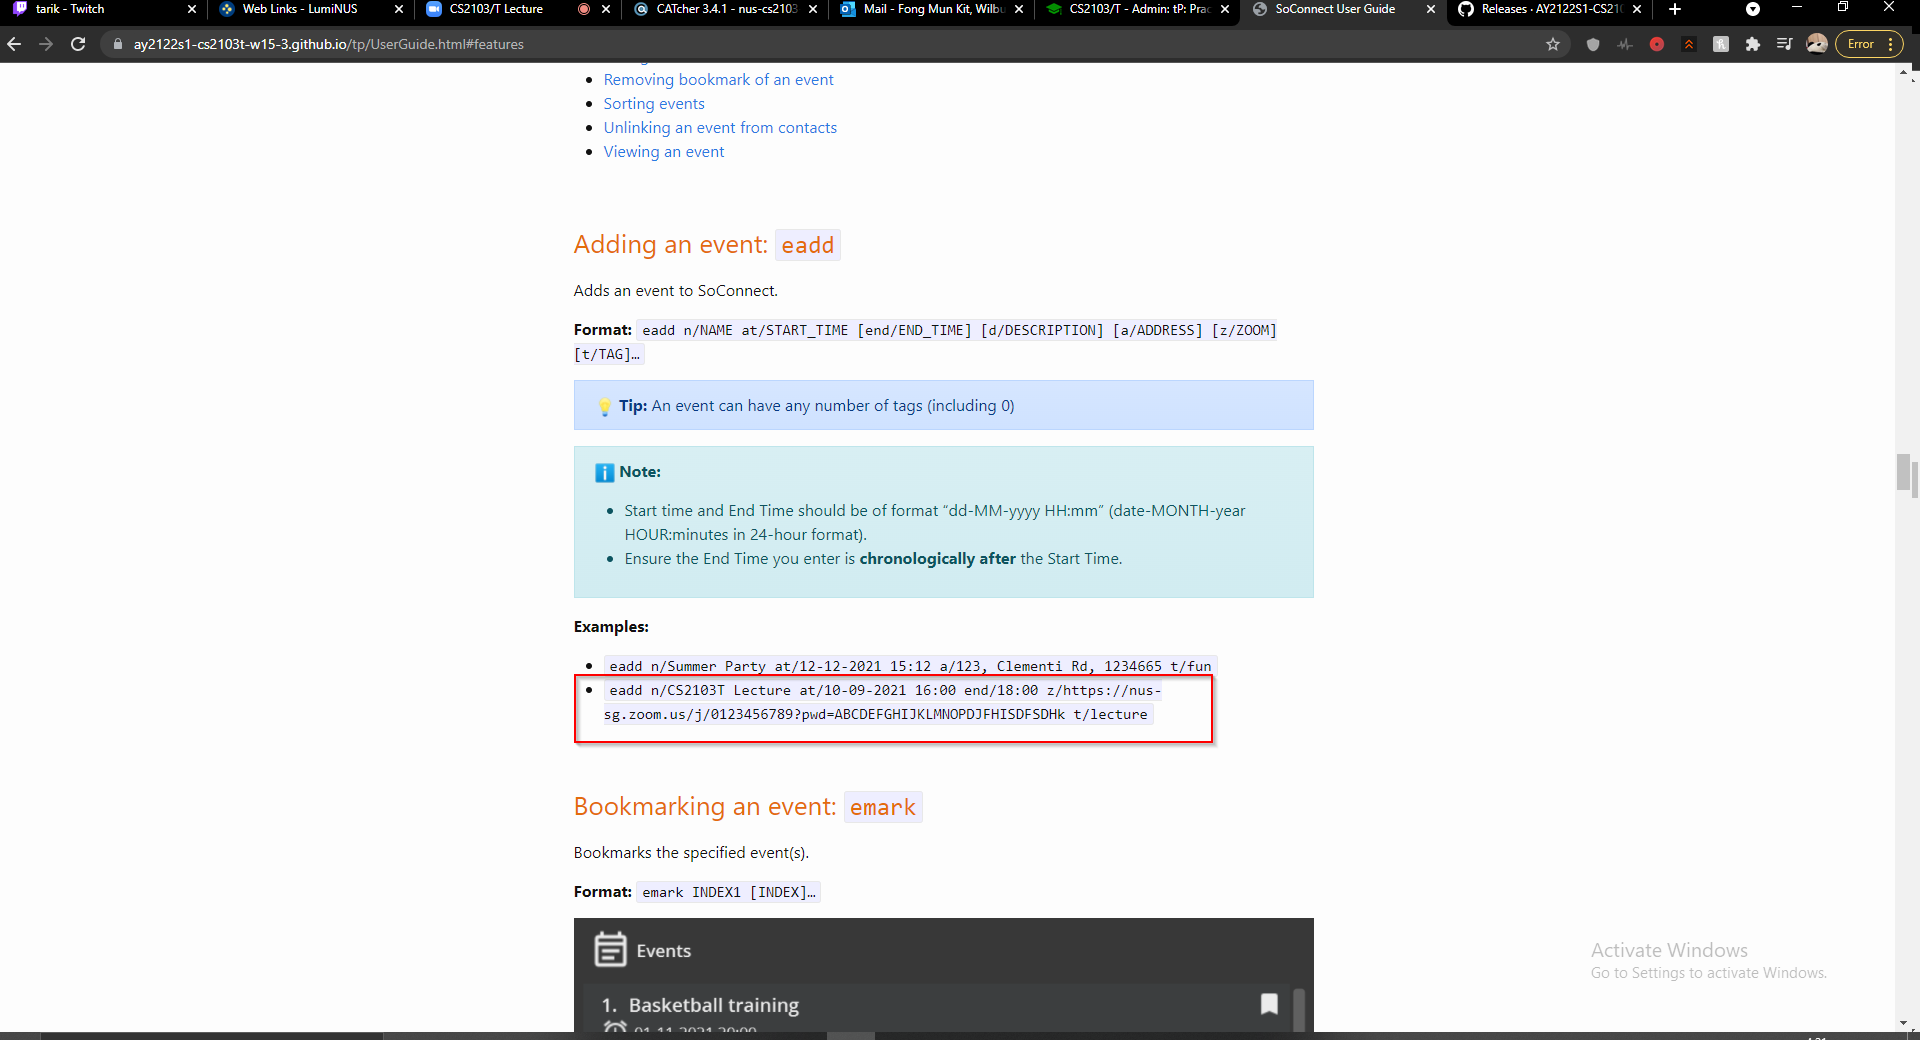 tarik - Twitch
Web Links - LumiNUS
CS2103/T Lecture
CATcher 3.4.1 - nus-cs2103
Mail - Fong Mun Kit, Wilbu
CS2103/T - Admin: tP: Prac
SoConnect User Guide
Releases · AY2122S1-CS210
ay2122s1-cs2103t-w15-3.github.io/tp/UserGuide.html#features
Error
Removing bookmark of an event
Sorting events
Unlinking an event from contacts
Viewing an event
Adding an event: eadd
Adds an event to SoConnect.
Format: eadd n/NAME at/START_TIME [end/END_TIME] [d/DESCRIPTION] [a/ADDRESS] [z/ZOOM]
[t/TAG]…
Tip: An event can have any number of tags (including 0)
Note:
Start time and End Time should be of format “dd-MM-yyyy HH:mm” (date-MONTH-year
HOUR:minutes in 24-hour format).
Ensure the End Time you enter is chronologically after the Start Time.
Examples:
eadd n/Summer Party at/12-12-2021 15:12 a/123, Clementi Rd, 1234665 t/fun
eadd n/CS2103T Lecture at/10-09-2021 16:00 end/18:00 z/https://nus-
sg.zoom.us/j/0123456789?pwd=ABCDEFGHIJKLMNOPDJFHISDFSDHk t/lecture
Bookmarking an event: emark
Bookmarks the specified event(s).
Format: emark INDEX1 [INDEX]…
Events
1. Basketball training
01-11-2021 20:00
Activate Windows
Go to Settings to activate Windows.